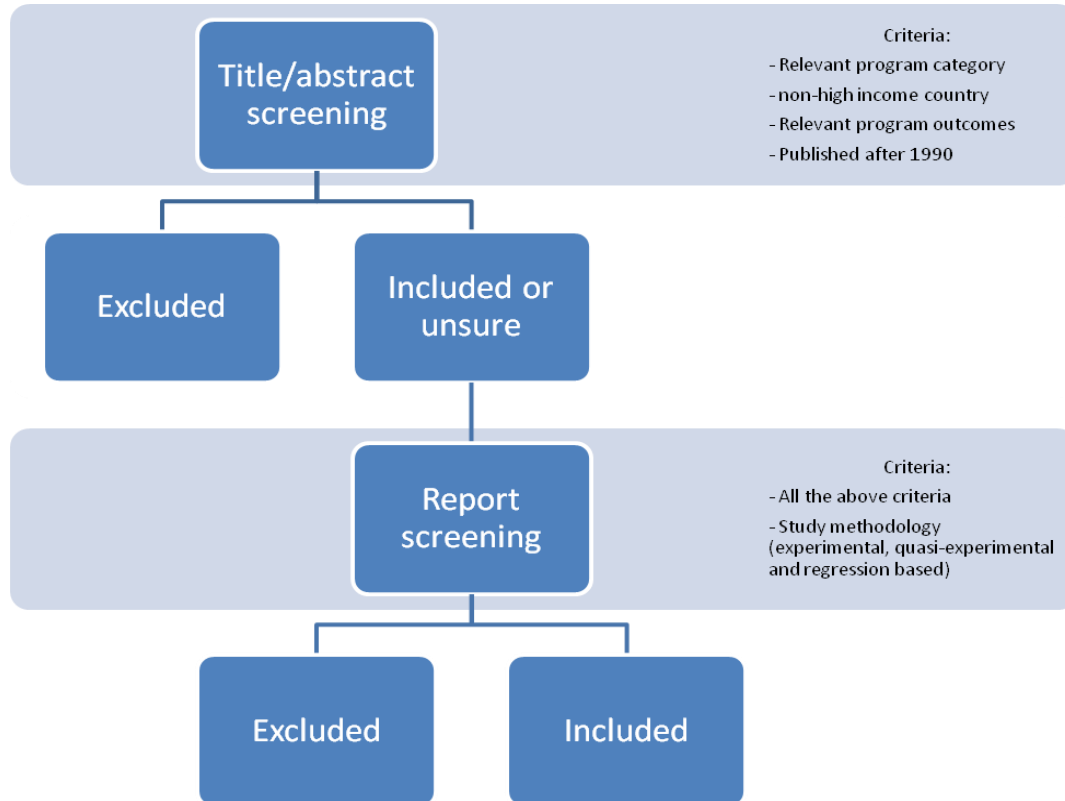 Title/abstract
screening
Criteria:
- Relevant program category
- non-high income country
- Relevant program outcomes
- Published after 1990
Excluded
Included or
unsure
Report
screening
Criteria:
- All the above criteria
- Study methodology
(experimental, quasi-experimental
and regression based)
Excluded
Included